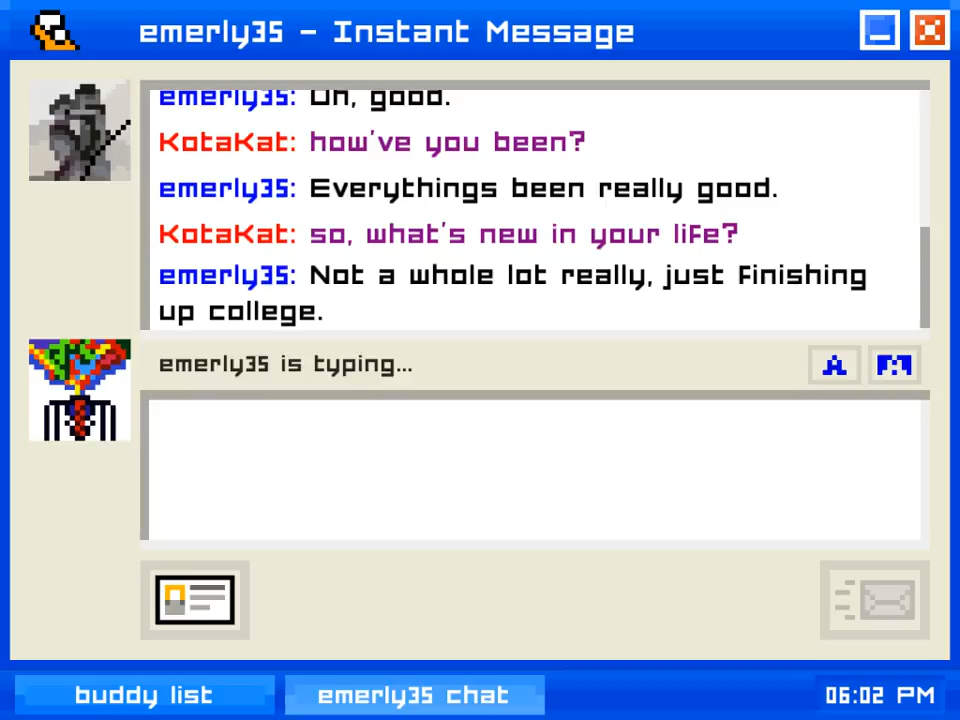 emerly35 - Instant Message
emerly35: Oh, good.
KotaKat: how've you been?
emerly35: Everythings been really good.
KotaKat: so, what's new in your life?
emerly35: Not a whole lot really, just finishing
up college.
emerly35 is typing...
A
buddy list
emerly35 chat
06:02 PM